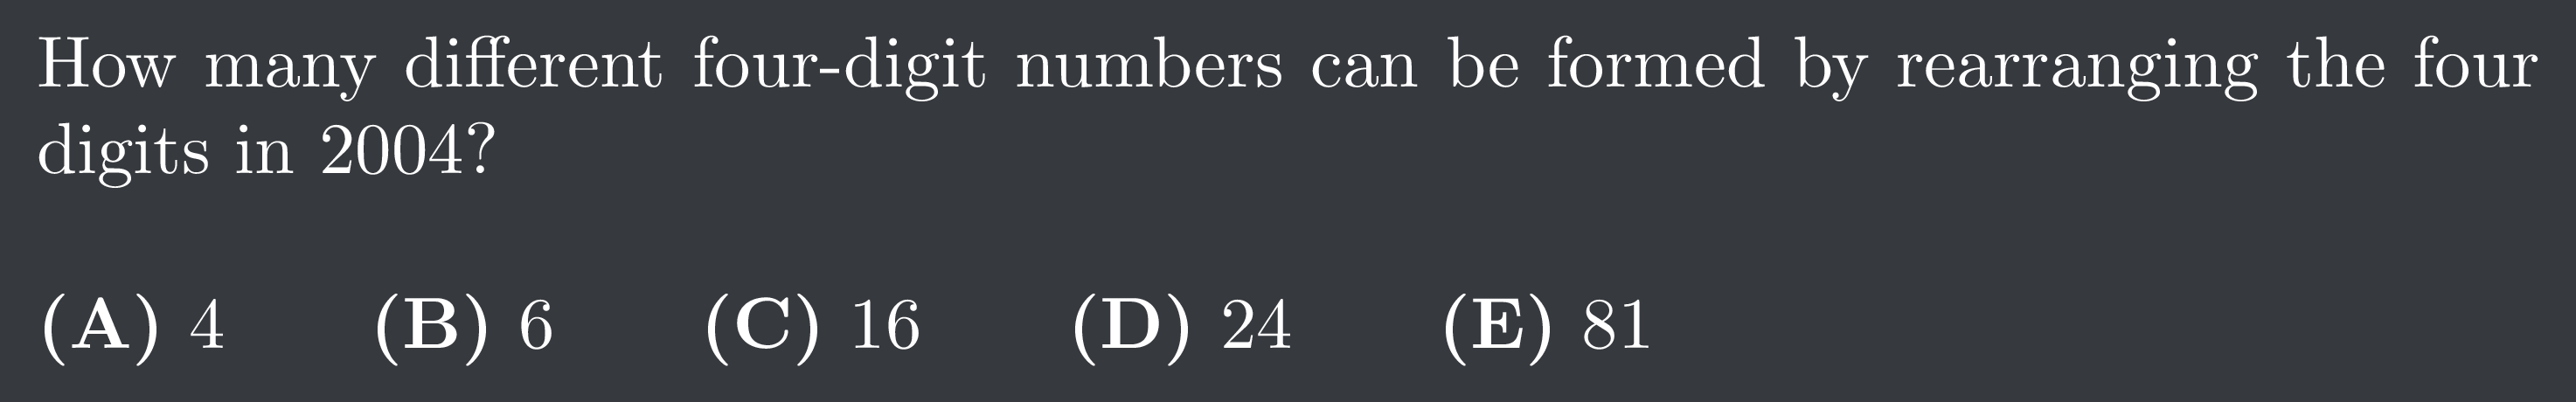 How many different four-digit numbers can be formed by rearranging the four
digits in 2004?
(A) 4 (B) 6 (C) 16 (D) 24 (E) 81